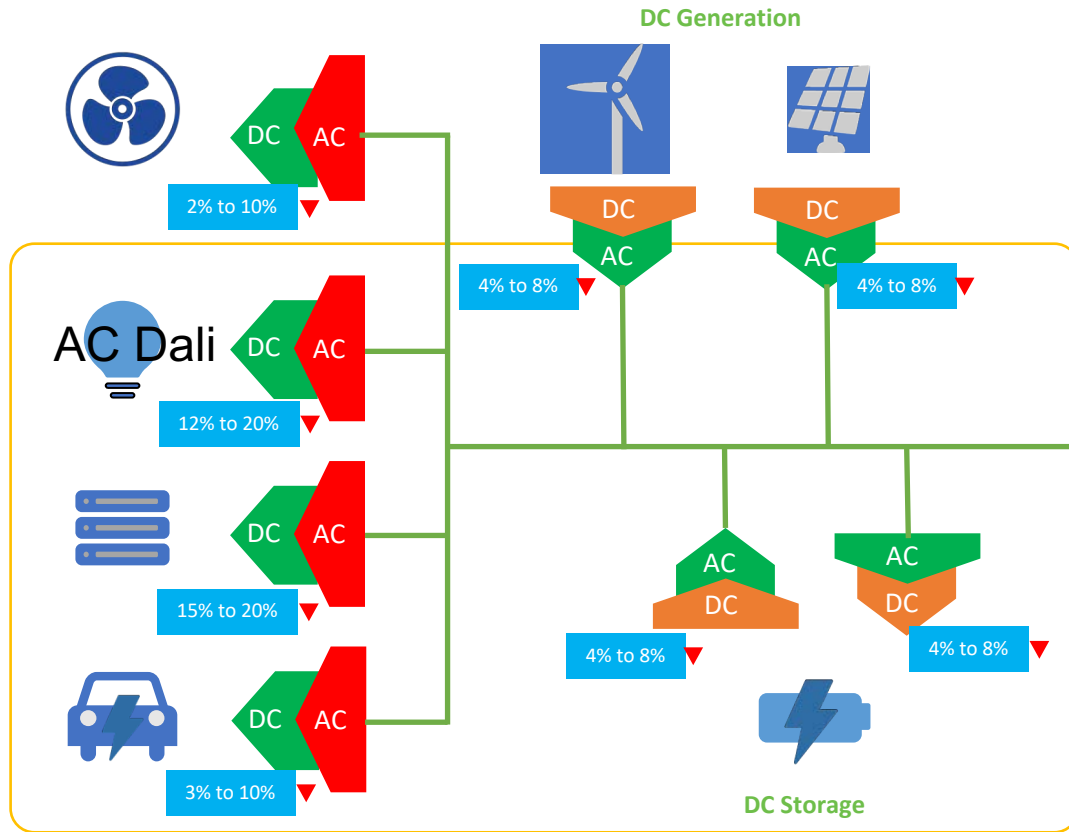 DC Generation
DC
AC
2% to 10%
DC
AC
4% to 8%
DC
AC
4% to 8%
AC Dali
DC
AC
12% to 20%
DC
AC
15% to 20%
AC
DC
4% to 8%
AC
DC
4% to 8%
DC
AC
3% to 10%
DC Storage